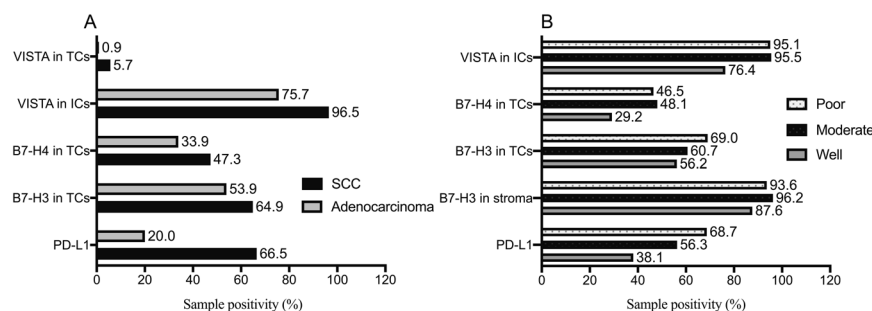 A
VISTA in TCs
0.9
5.7
VISTA in ICs
75.7
96.5
B7-H4 in TCs
33.9
47.3
B7-H3 in TCs
53.9
64.9
PD-L1
20.0
66.5
SCC
Adenocarcinoma
0 20 40 60 80 100 120
Sample positivity (%)
B
VISTA in ICs
95.1
95.5
76.4
B7-H4 in TCs
46.5
48.1
29.2
B7-H3 in TCs
69.0
60.7
56.2
B7-H3 in stroma
93.6
96.2
87.6
PD-L1
68.7
56.3
38.1
Poor
Moderate
Well
0 20 40 60 80 100 120
Sample positivity (%)